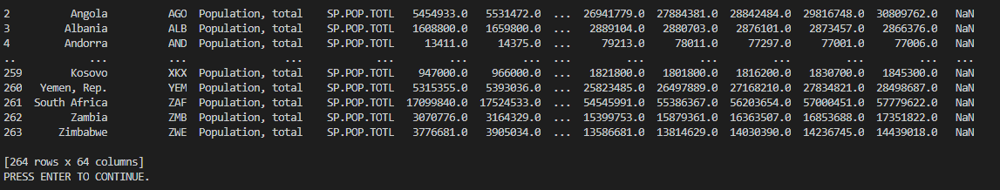 2 Angola AGO Population, total SP.POP.TOTL 5454933.0 5531472.0 ... 26941779.0 27884381.0 28842484.0 29816748.0 30809762.0 NaN
3 Albania ALB Population, total SP.POP.TOTL 1608800.0 1659800.0 ... 2889104.0 2880703.0 2876101.0 2873457.0 2866376.0 NaN
4 Andorra AND Population, total SP.POP.TOTL 13411.0 14375.0 ... 79213.0 78011.0 77297.0 77001.0 77006.0 NaN
.. ... ... ... ... ... ... ... ... ... ... ... ... ...
259 Kosovo XKX Population, total SP.POP.TOTL 947000.0 966000.0 ... 1821800.0 1801800.0 1816200.0 1830700.0 1845300.0 NaN
260 Yemen, Rep. YEM Population, total SP.POP.TOTL 5315355.0 5393036.0 ... 25823485.0 26497889.0 27168210.0 27834821.0 28498687.0 NaN
261 South Africa ZAF Population, total SP.POP.TOTL 17099840.0 17524533.0 ... 54545991.0 55386367.0 56203654.0 57000451.0 57779622.0 NaN
262 Zambia ZMB Population, total SP.POP.TOTL 3070776.0 3164329.0 ... 15399753.0 15879361.0 16363507.0 16853688.0 17351822.0 NaN
263 Zimbabwe ZWE Population, total SP.POP.TOTL 3776681.0 3905034.0 ... 13586681.0 13814629.0 14030390.0 14236745.0 14439018.0 NaN
[264 rows x 64 columns]
PRESS ENTER TO CONTINUE.